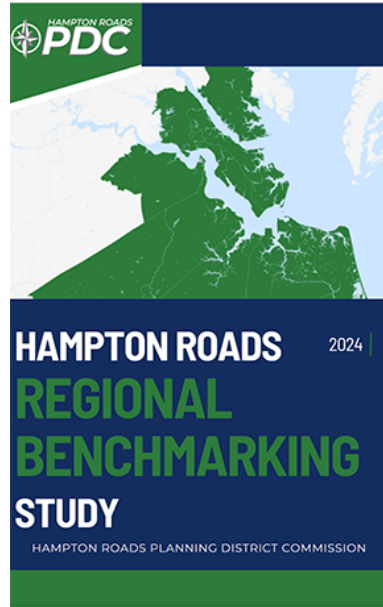 HAMPTON ROADS
PDC
HAMPTON ROADS 2024
REGIONAL
BENCHMARKING
STUDY
HAMPTON ROADS PLANNING DISTRICT COMMISSION